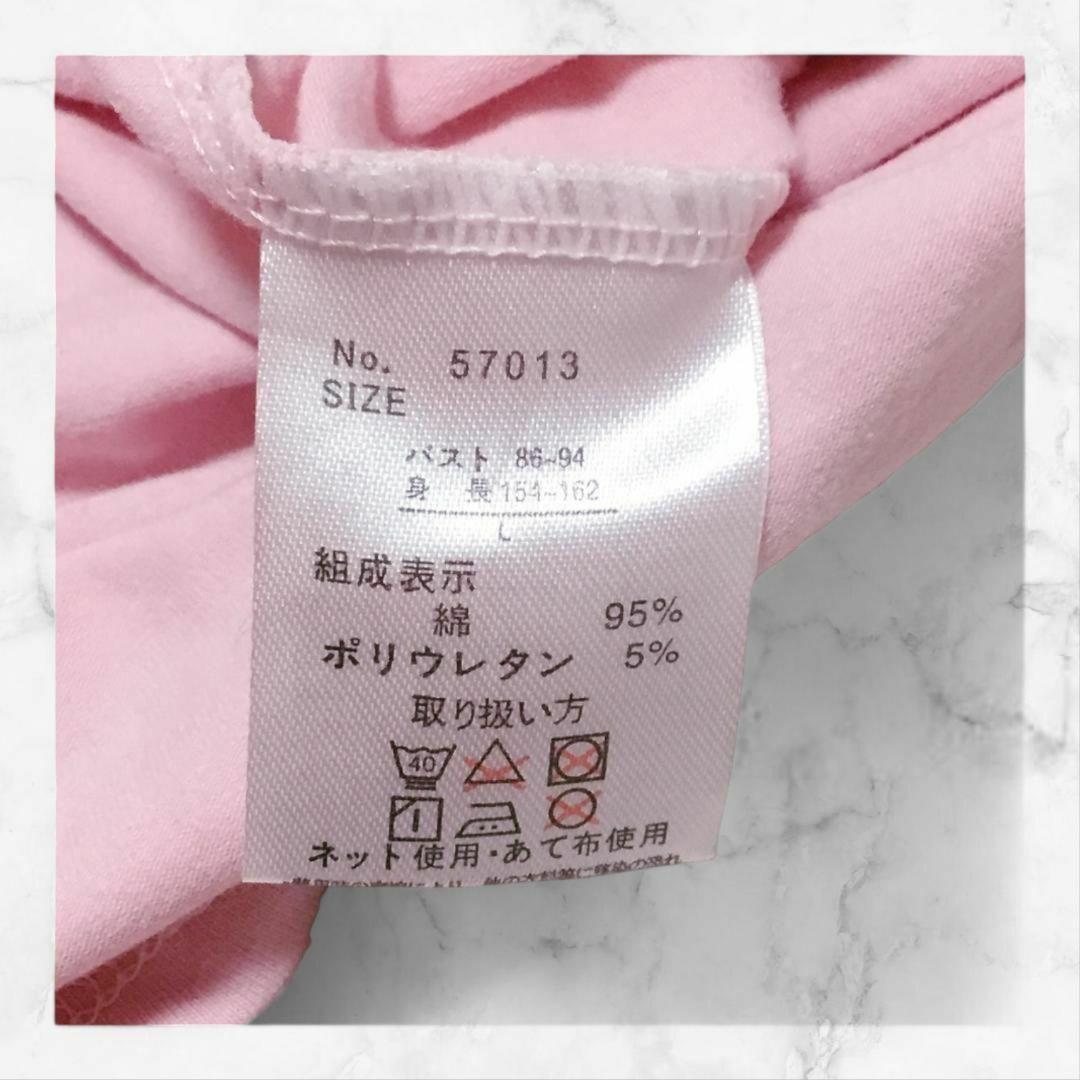 No. 57013
SIZE
バスト 86~94
身 長 154~162
L
組成表示
綿 95%
ポリウレタン 5%
取り扱い方
40
ネット使用・あて布使用